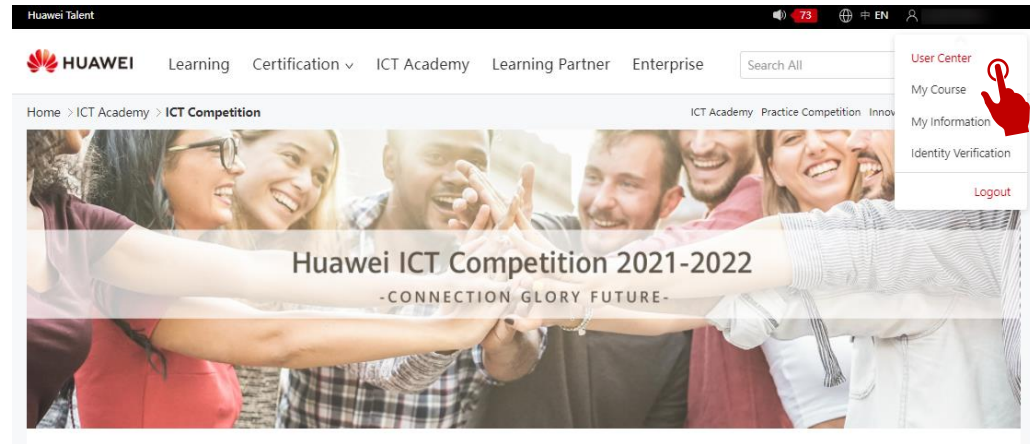 Huawei Talent
73
中 EN
HUAWEI
Learning
Certification
ICT Academy
Learning Partner
Enterprise
Search All
User Center
My Course
My Information
Identity Verification
Logout
Home > ICT Academy > ICT Competition
ICT Academy Practice Competition
Huawei ICT Competition 2021-2022
-CONNECTION GLORY FUTURE-